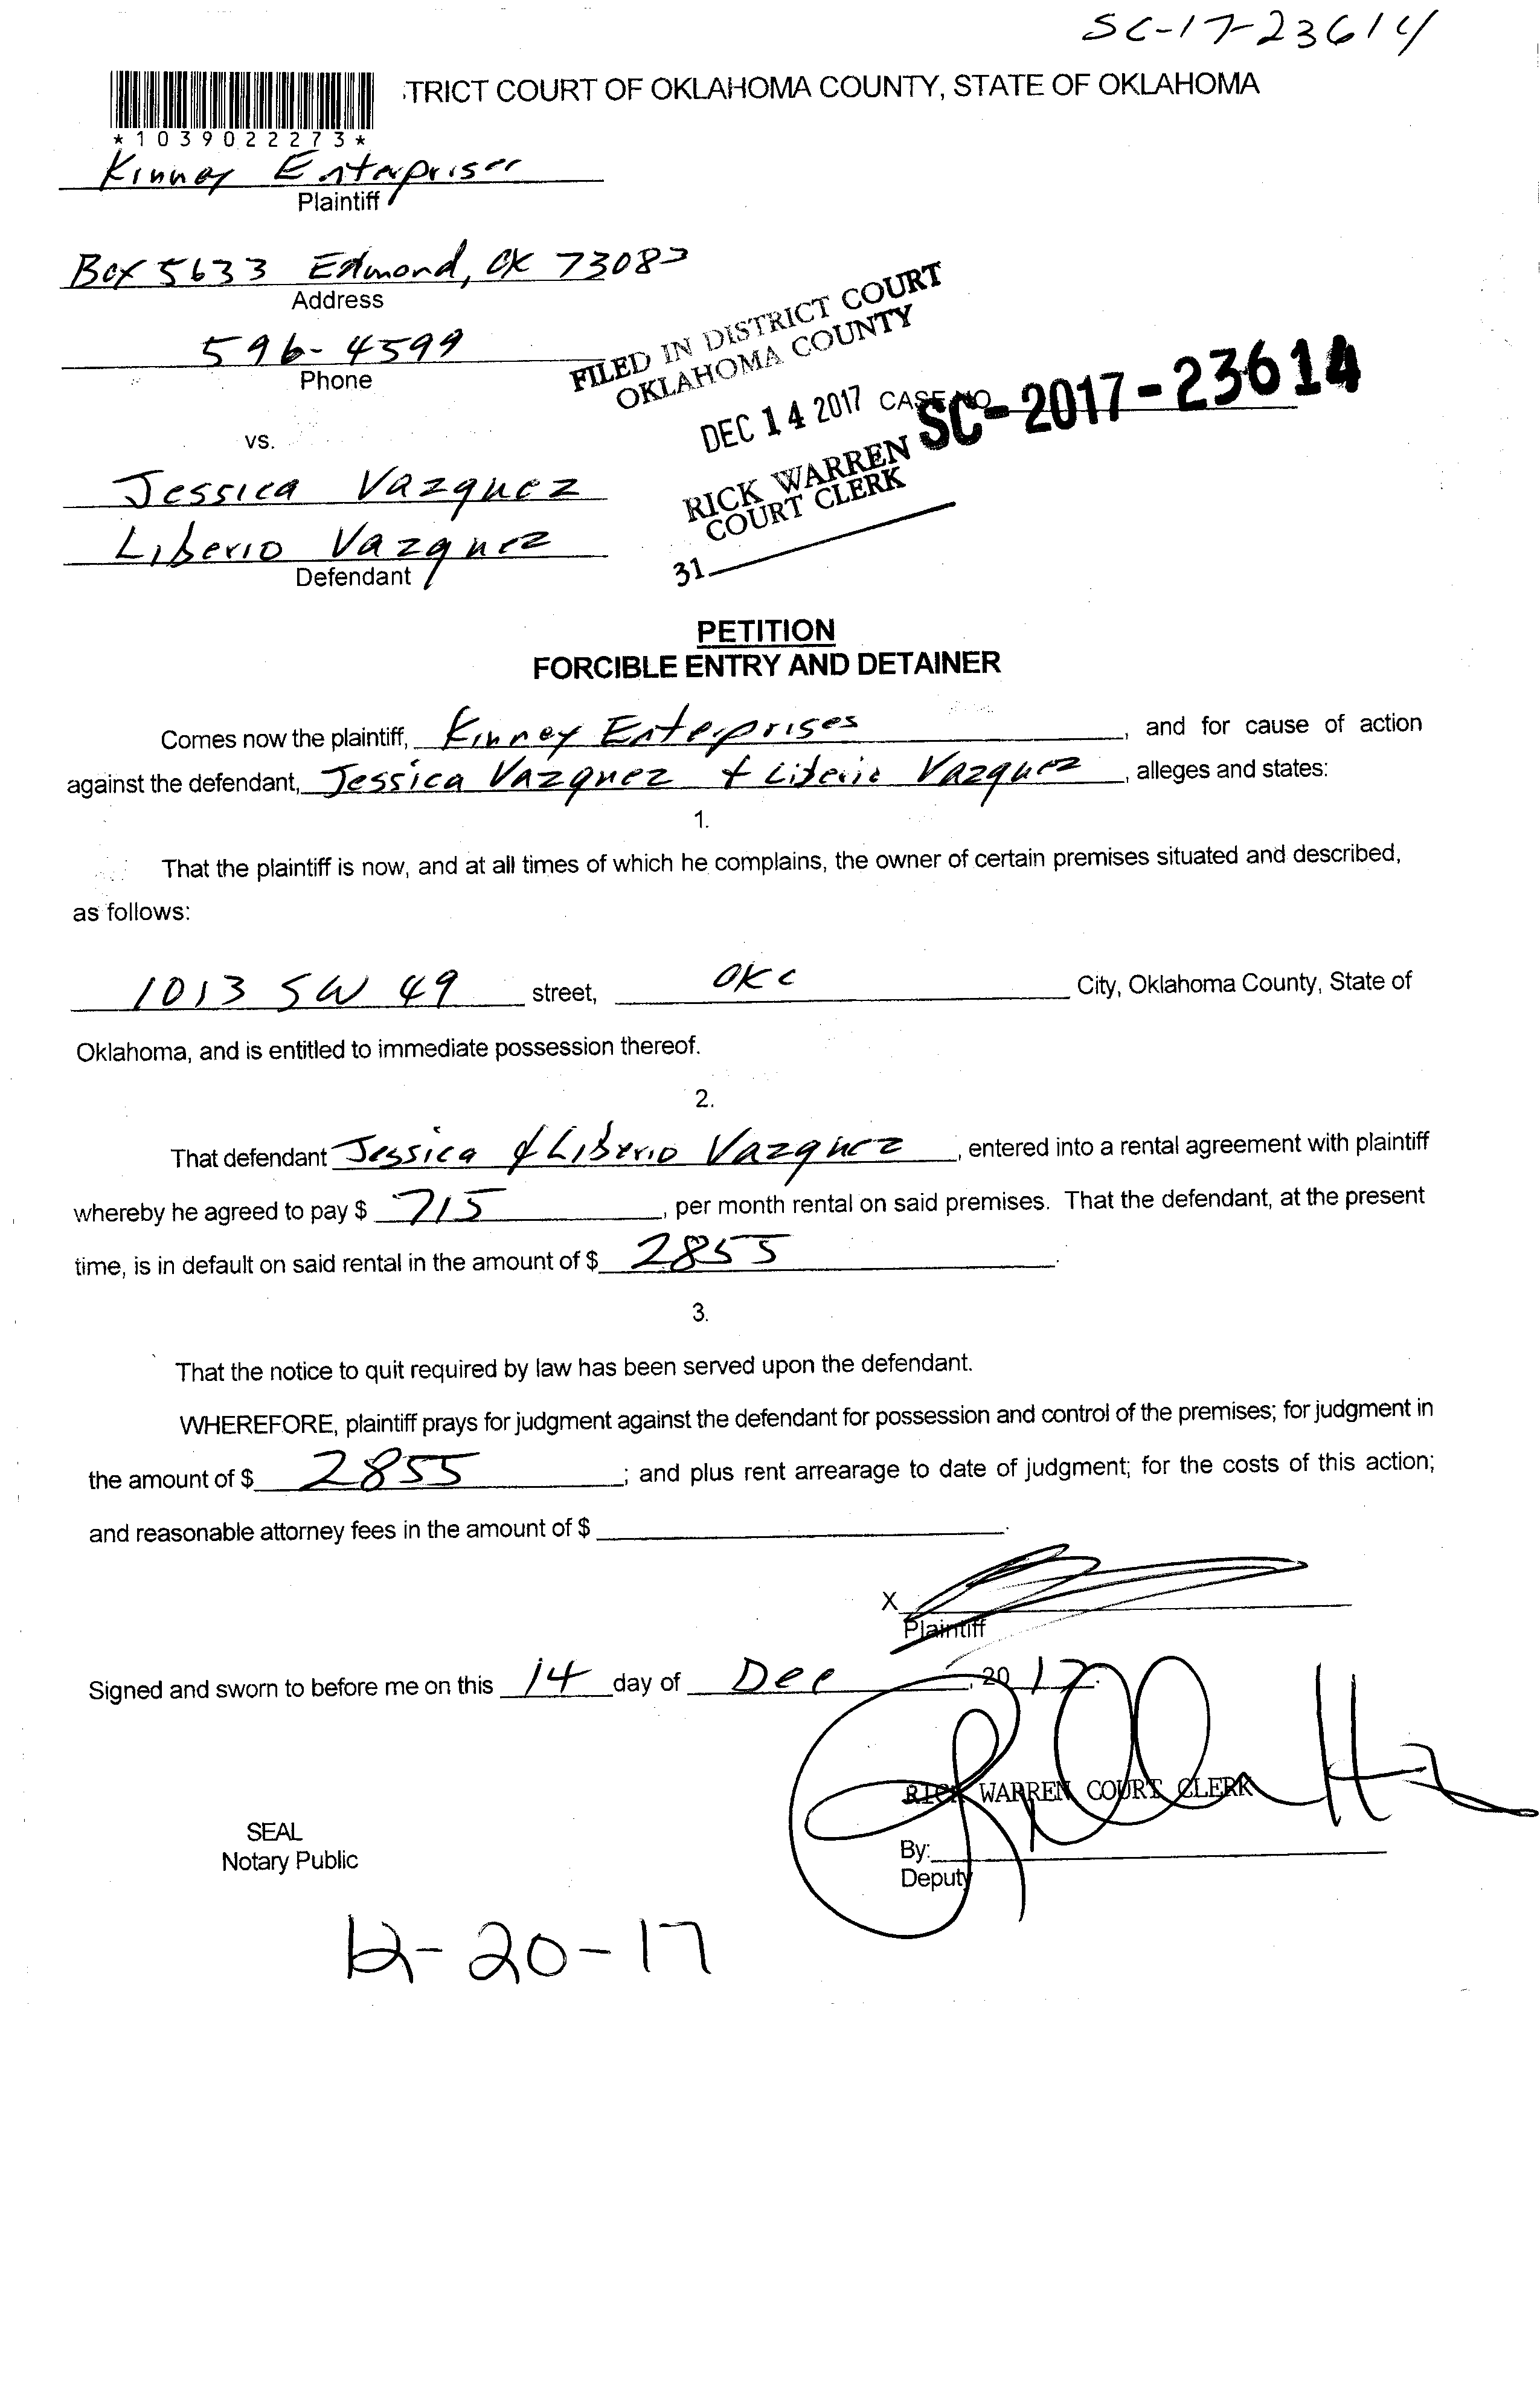 SC-17-23614
TRICT COURT OF OKLAHOMA COUNTY, STATE OF OKLAHOMA
*1039022273*
Kinney Enterprises
Plaintiff
Box 5633 Edmond, OK 73083
Address
596-4599
Phone
FILED IN DISTRICT COURT
OKLAHOMA COUNTY
DEC 14 2017
CASE NO. SC-2017-23614
RICK WARREN
COURT CLERK
31
vs.
Jessica Vazquez
Liberio Vazquez
Defendant
PETITION
FORCIBLE ENTRY AND DETAINER
Comes now the plaintiff, Kinney Enterprises, and for cause of action
against the defendant, Jessica Vazquez + Liberio Vazquez, alleges and states:
1.
That the plaintiff is now, and at all times of which he complains, the owner of certain premises situated and described,
as follows:
1013 SW 49 street, OKC City, Oklahoma County, State of
Oklahoma, and is entitled to immediate possession thereof.
2.
That defendant Jessica & Liberio Vazquez, entered into a rental agreement with plaintiff
whereby he agreed to pay $ 715, per month rental on said premises. That the defendant, at the present
time, is in default on said rental in the amount of $ 2855.
3.
That the notice to quit required by law has been served upon the defendant.
WHEREFORE, plaintiff prays for judgment against the defendant for possession and control of the premises; for judgment in
the amount of $ 2855; and plus rent arrearage to date of judgment; for the costs of this action;
and reasonable attorney fees in the amount of $ .
X
Plaintiff
Signed and sworn to before me on this 14 day of Dec, 2017.
RICK WARREN COURT CLERK
SEAL
Notary Public
By:
Deputy
12-20-17